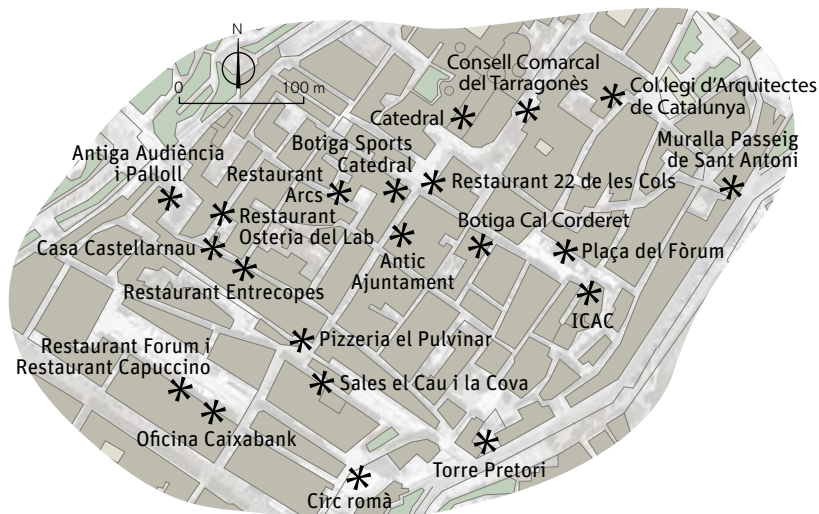 N
0
100 m
Consell Comarcal
del Tarragonès
Col.legi d'Arquitectes
de Catalunya
Catedral
Muralla Passeig
de Sant Antoni
Botiga Sports
Catedral
Antiga Audiència
i Pallol
Restaurant
Arcs
Restaurant 22 de les Cols
Restaurant
Osteria del Lab
Botiga Cal Corderet
Casa Castellarnau
Antic
Ajuntament
Plaça del Fòrum
Restaurant Entrecopes
ICAC
Pizzeria el Pulvinar
Restaurant Forum i
Restaurant Capuccino
Sales el Cau i la Cova
Oficina Caixabank
Torre Pretori
Circ romà